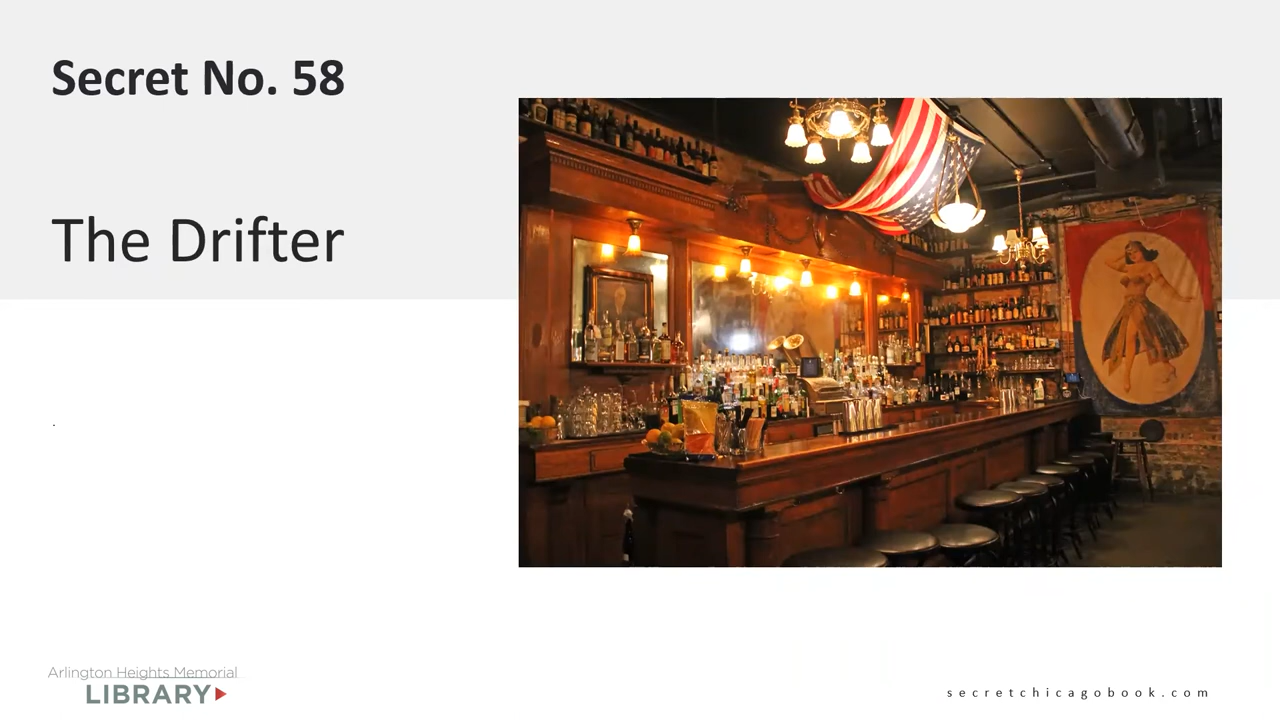 Secret No. 58
The Drifter
.
Arlington Heights Memorial
LIBRARY
secretchicagobook.com